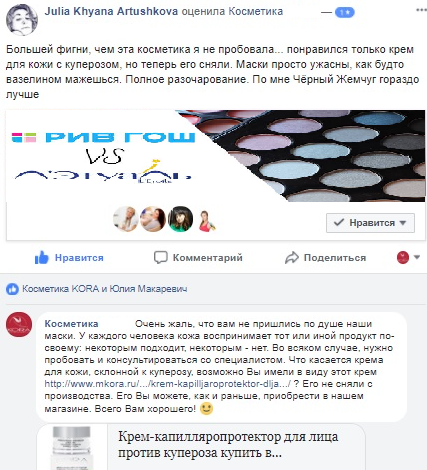 Julia Khyana Artushkova оценила Косметика
1★
Большей фигни, чем эта косметика я не пробовала... понравился только крем
для кожи с куперозом, но теперь его сняли. Маски просто ужасны, как будто
вазелином мажешься. Полное разочарование. По мне Чёрный Жемчуг гораздо
лучше
РИВ ГОШ
VS
Л'ЭТУАЛЬ
Нравится
Нравится
Комментарий
Поделиться
Косметика KORA и Юлия Макаревич
Косметика Очень жаль, что вам не пришлись по душе наши
маски. У каждого человека кожа воспринимает тот или иной продукт по-
своему: некоторым подходит, некоторым - нет. Во всяком случае, нужно
пробовать и консультироваться со специалистом. Что касается крема
для кожи, склонной к куперозу, возможно Вы имели в виду этот крем
http://www.mkora.ru/.../krem-kapilljaroprotektor-dlja.../ ? Его не сняли с
производства. Его Вы можете, как и раньше, приобрести в нашем
магазине. Всего Вам хорошего!
KORA
Крем-капилляропротектор для лица
против купероза купить в...